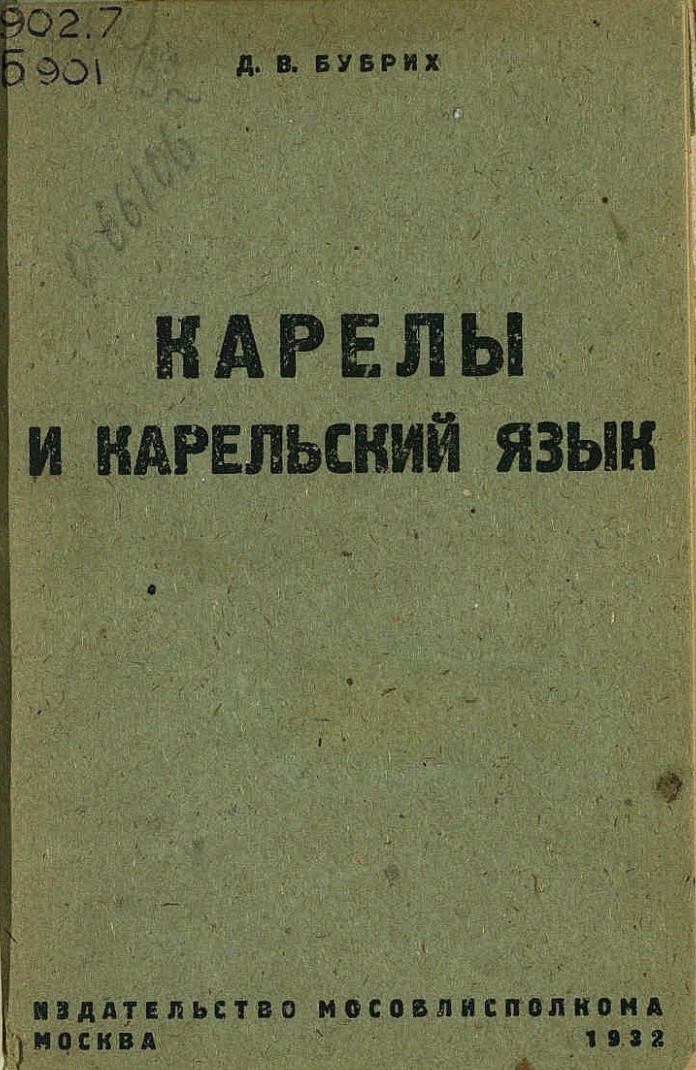 902.7
Б901
Д. В. БУБРИХ
КАРЕЛЫ
И КАРЕЛЬСКИЙ ЯЗЫК
ИЗДАТЕЛЬСТВО МОСОБЛИСПОЛКОМА
МОСКВА 1932